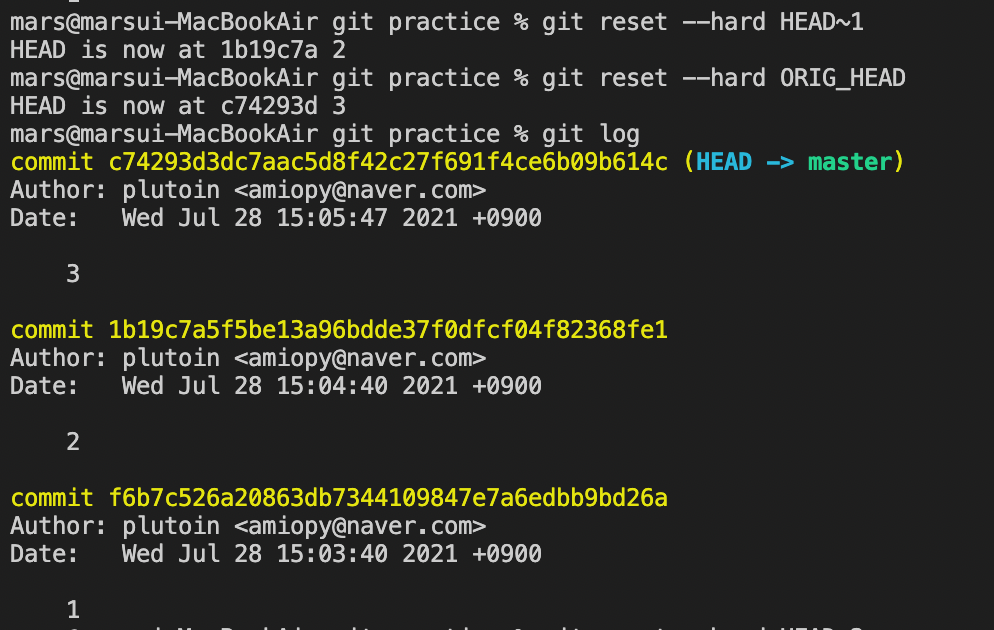 mars@marsui-MacBookAir git practice % git reset --hard HEAD~1
HEAD is now at 1b19c7a 2
mars@marsui-MacBookAir git practice % git reset --hard ORIG_HEAD
HEAD is now at c74293d 3
mars@marsui-MacBookAir git practice % git log
commit c74293d3dc7aac5d8f42c27f691f4ce6b09b614c (HEAD -> master)
Author: plutoin <amiopy@naver.com>
Date:   Wed Jul 28 15:05:47 2021 +0900
3
commit 1b19c7a5f5be13a96bdde37f0dfcf04f82368fe1
Author: plutoin <amiopy@naver.com>
Date:   Wed Jul 28 15:04:40 2021 +0900
2
commit f6b7c526a20863db7344109847e7a6edbb9bd26a
Author: plutoin <amiopy@naver.com>
Date:   Wed Jul 28 15:03:40 2021 +0900
1